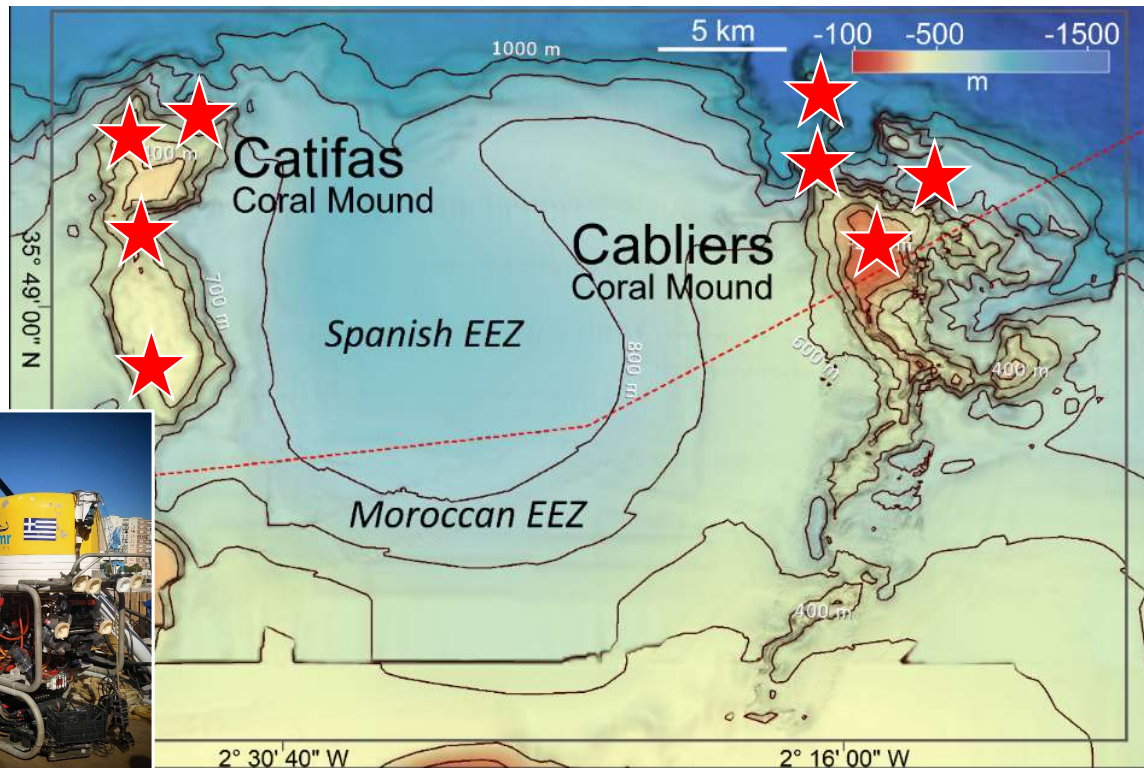 1000 m
5 km
-100 -500 -1500
m
Catifas
Coral Mound
Cabliers
Coral Mound
35° 49' 00" N
700 m
Spanish EEZ
800 m
600 m
400 m
Moroccan EEZ
400 m
2° 30' 40" W
2° 16' 00" W